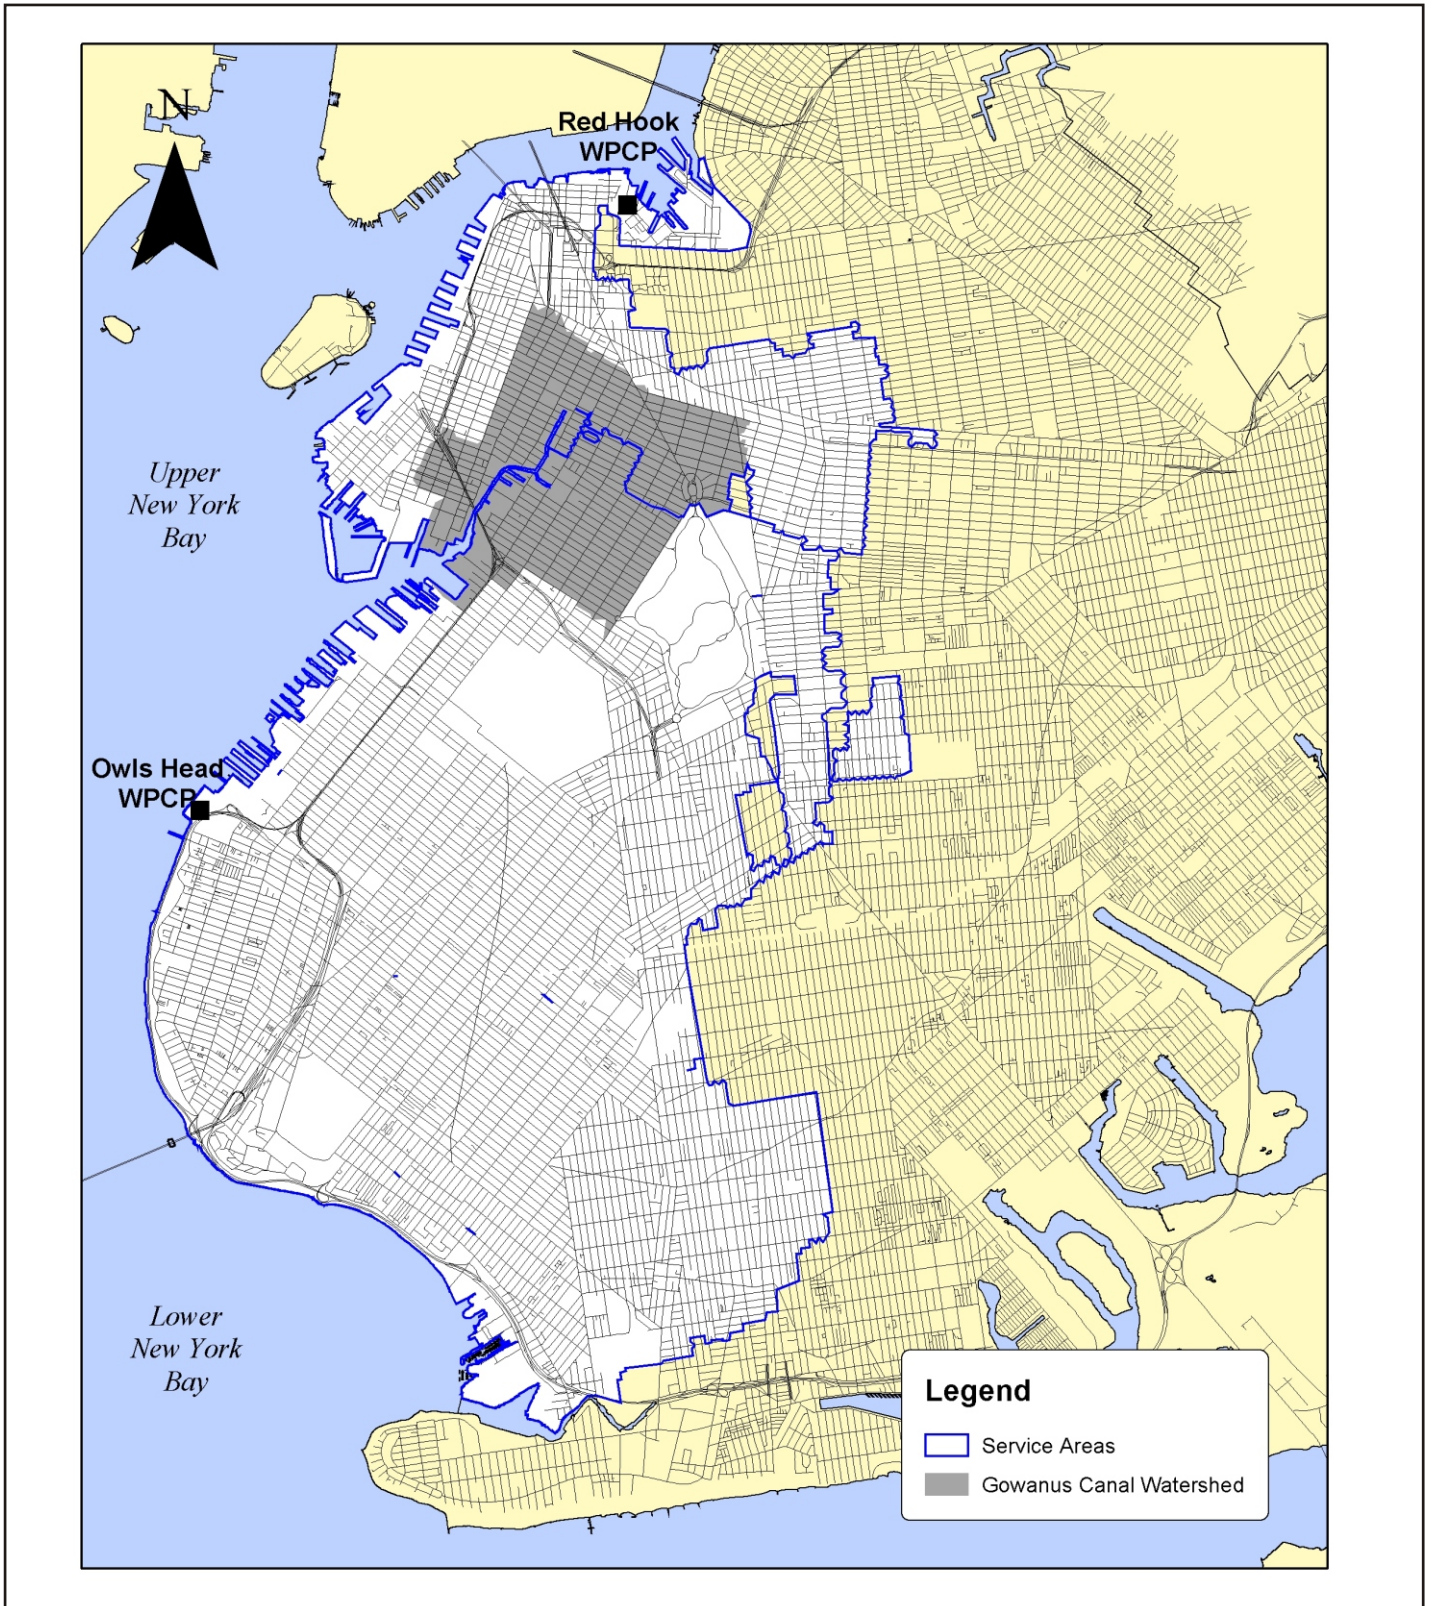 N
Red Hook
WPCP
Upper
New York
Bay
Owls Head
WPCP
Lower
New York
Bay
Legend
Service Areas
Gowanus Canal Watershed